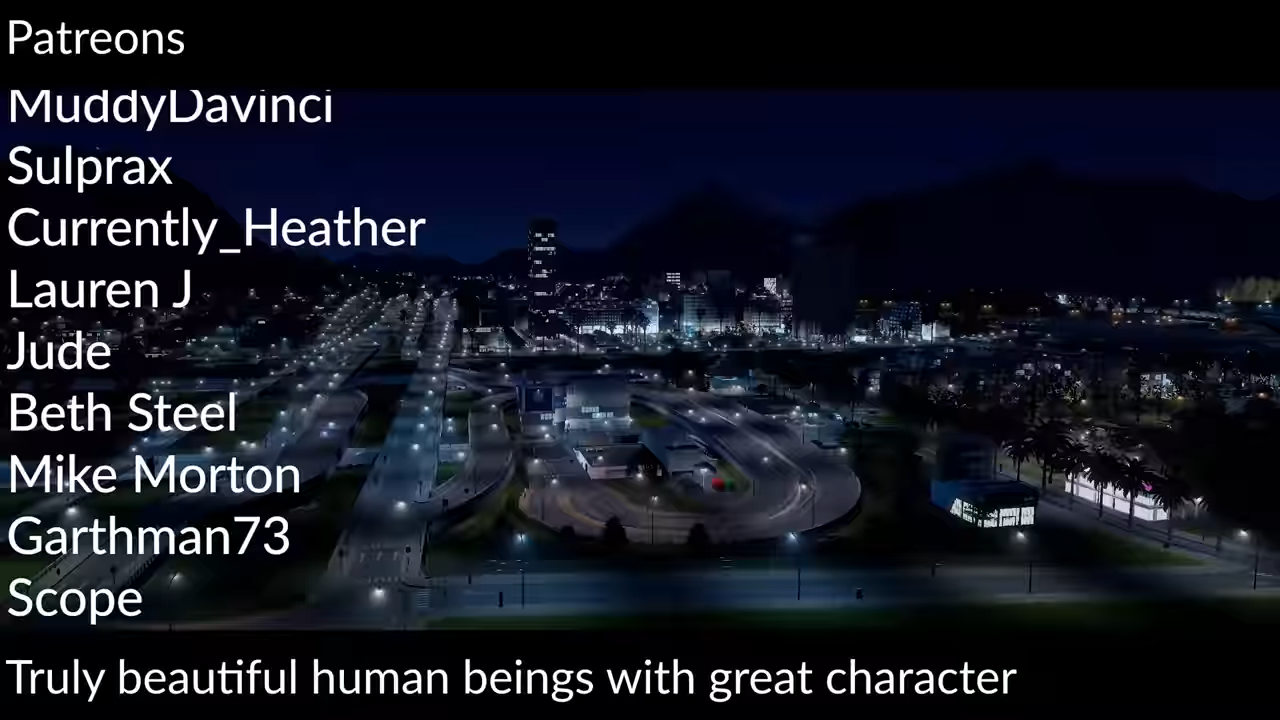 Patreons
MuddyDavinci
Sulprax
Currently_Heather
Lauren J
Jude
Beth Steel
Mike Morton
Garthman73
Scope
Truly beautiful human beings with great character